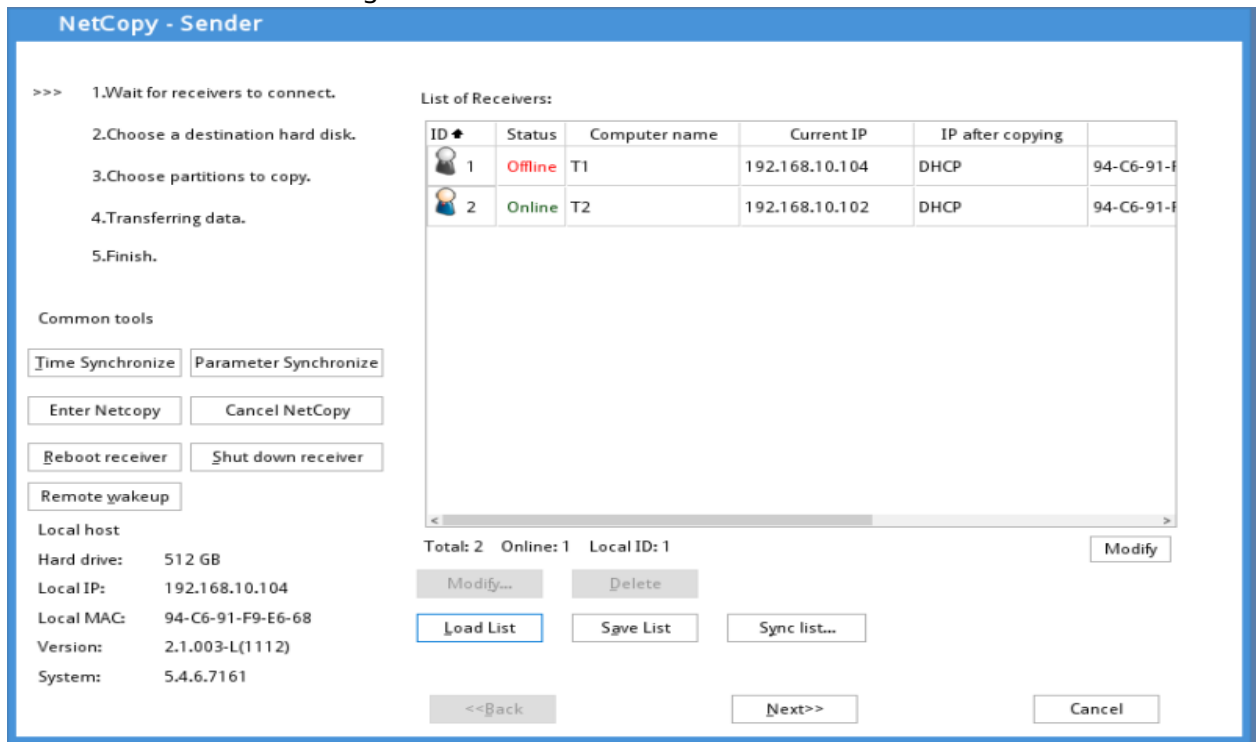 NetCopy - Sender
>>> 1.Wait for receivers to connect.
2.Choose a destination hard disk.
3.Choose partitions to copy.
4.Transferring data.
5.Finish.
Common tools
Time Synchronize Parameter Synchronize
Enter Netcopy Cancel NetCopy
Reboot receiver Shut down receiver
Remote wakeup
Local host
Hard drive: 512 GB
Local IP: 192.168.10.104
Local MAC: 94-C6-91-F9-E6-68
Version: 2.1.003-L(1112)
System: 5.4.6.7161
List of Receivers:
ID Status Computer name Current IP IP after copying
1 Offline T1 192.168.10.104 DHCP 94-C6-91-F
2 Online T2 192.168.10.102 DHCP 94-C6-91-F
Total: 2 Online: 1 Local ID: 1
Modify
Modify... Delete
Load List Save List Sync list...
<<Back Next>> Cancel